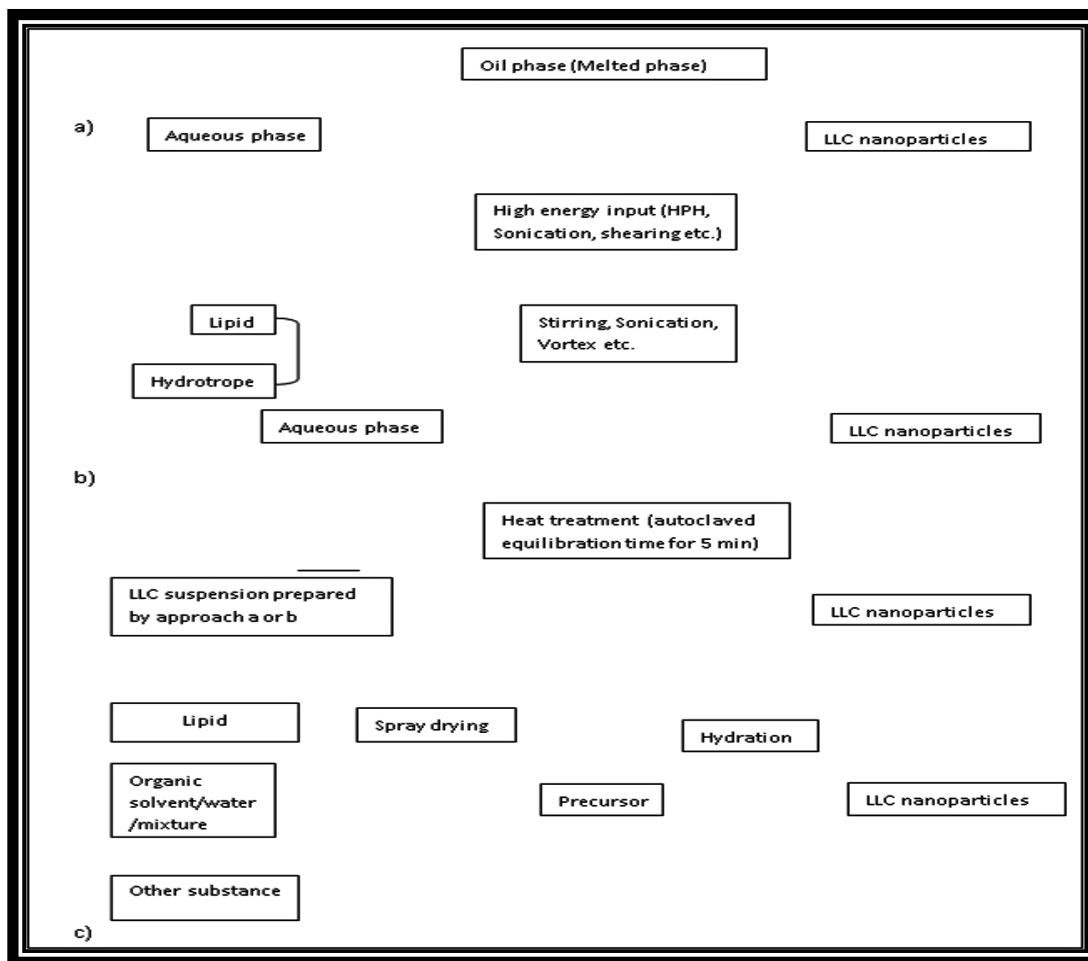 Oil phase (Melted phase)
a)
Aqueous phase
LLC nanoparticles
High energy input (HPH,
Sonication, shearing etc.)
Lipid
Stirring, Sonication,
Vortex etc.
Hydrotrope
Aqueous phase
LLC nanoparticles
b)
Heat treatment (autoclaved
equilibration time for 5 min)
LLC suspension prepared
by approach a or b
LLC nanoparticles
Lipid
Spray drying
Hydration
Organic
solvent/water
/mixture
Precursor
LLC nanoparticles
Other substance
c)